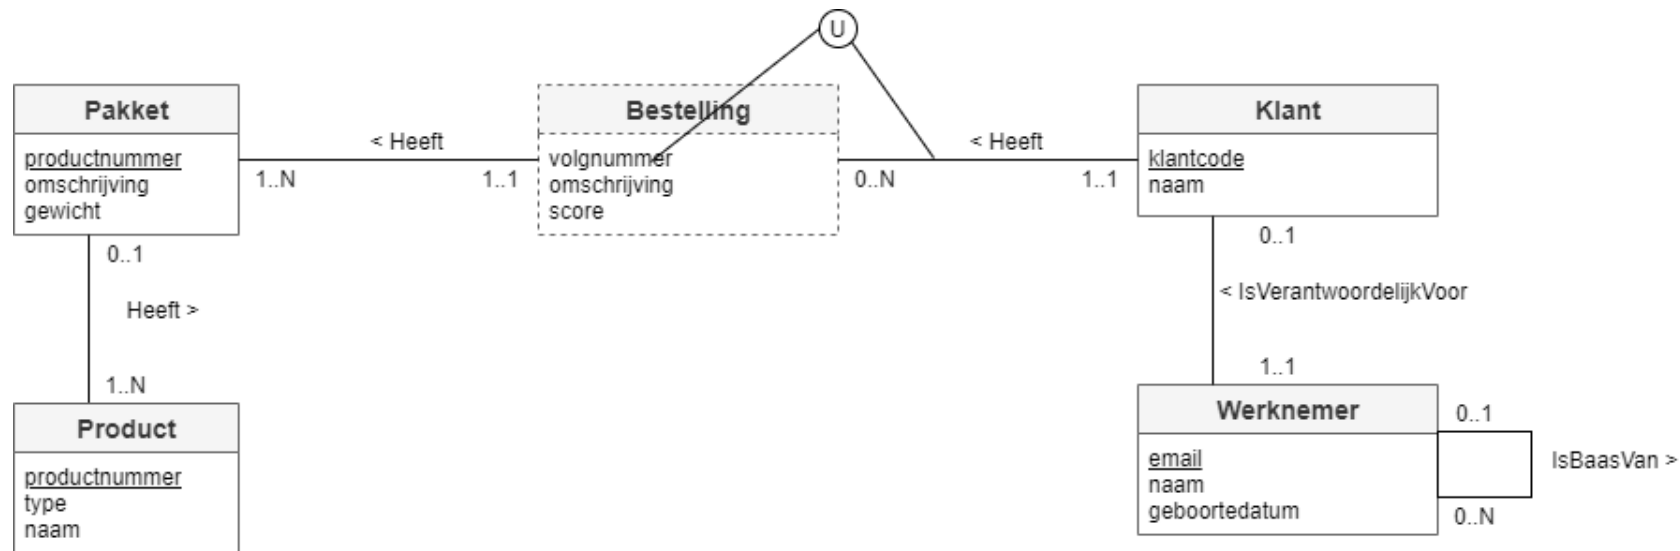 U
Pakket
productnummer
omschrijving
gewicht
< Heeft
1..N
1..1
Bestelling
volgnummer
omschrijving
score
< Heeft
0..N
1..1
Klant
klantcode
naam
0..1
Heeft >
1..N
0..1
< IsVerantwoordelijkVoor
1..1
Product
productnummer
type
naam
Werknemer
email
naam
geboortedatum
0..1
IsBaasVan >
0..N